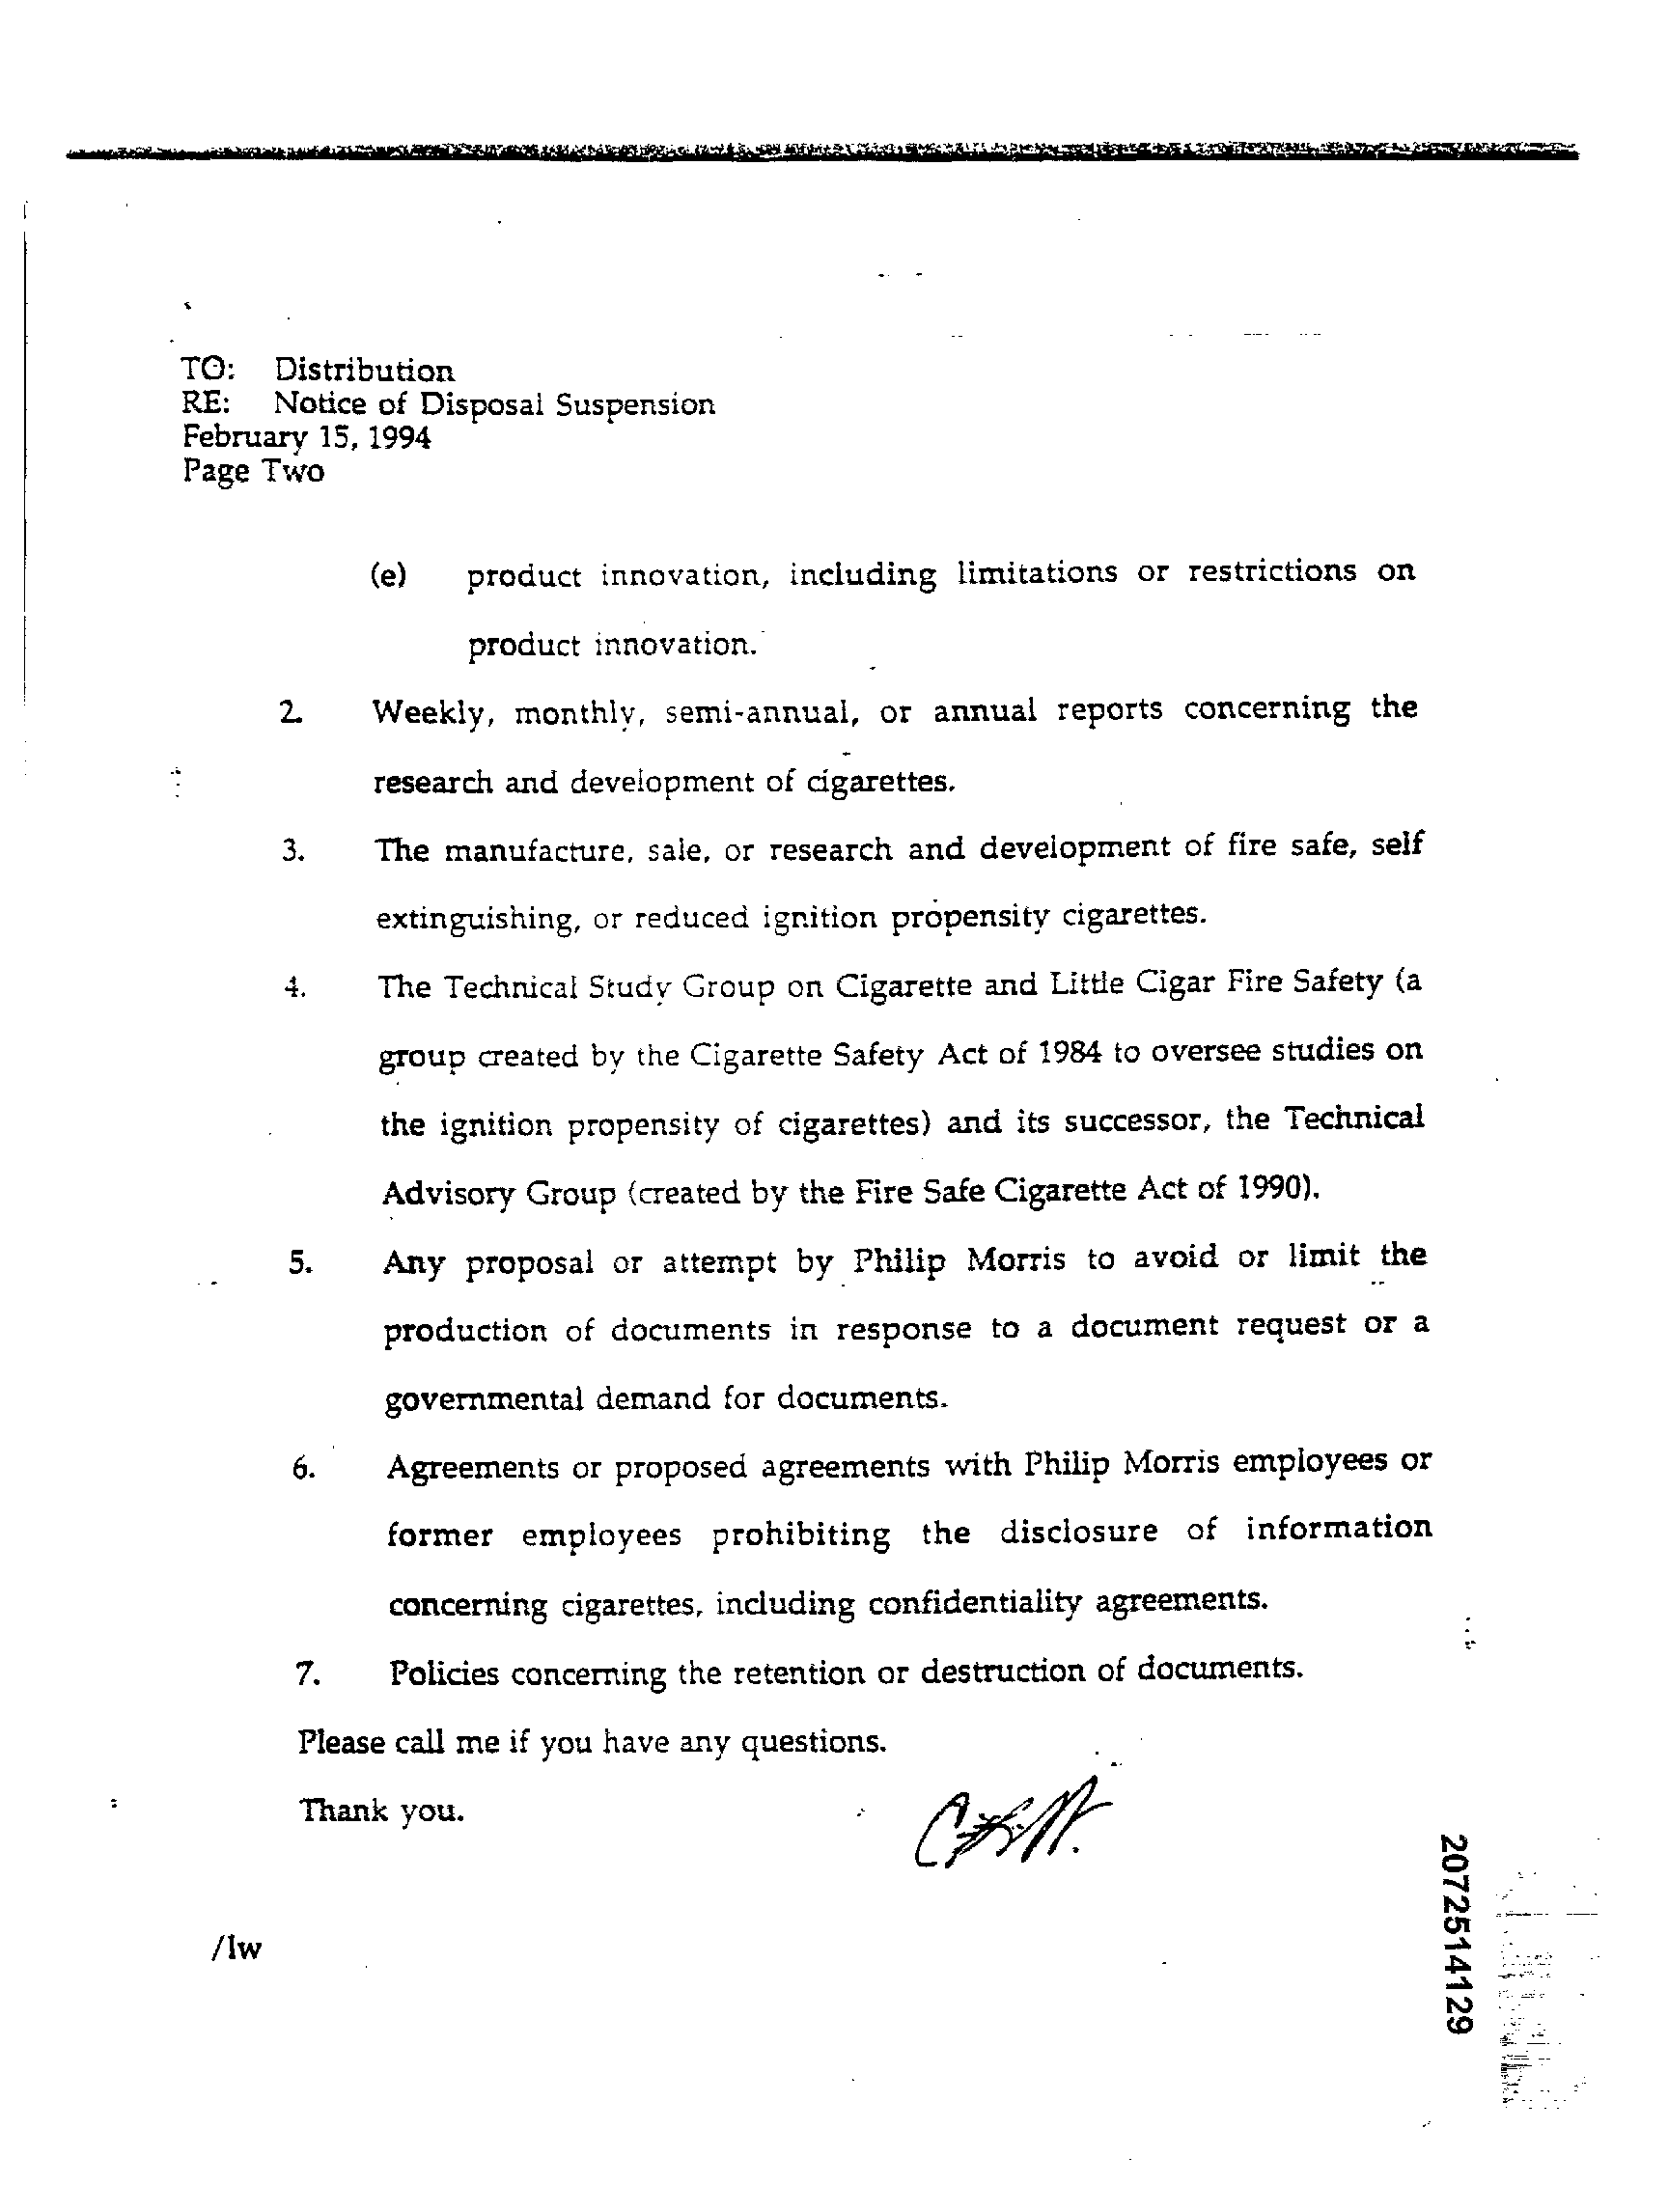 TO: Distribution
RE: Notice of Disposal Suspension
February 15, 1994
Page Two
(e) product innovation, including limitations or restrictions on
product innovation.
2. Weekly, monthly, semi-annual, or annual reports concerning the
research and development of cigarettes.
3. The manufacture, sale, or research and development of fire safe, self
extinguishing, or reduced ignition propensity cigarettes.
4. The Technical Study Group on Cigarette and Little Cigar Fire Safety (a
group created by the Cigarette Safety Act of 1984 to oversee studies on
the ignition propensity of cigarettes) and its successor, the Technical
Advisory Group (created by the Fire Safe Cigarette Act of 1990).
5. Any proposal or attempt by Philip Morris to avoid or limit the
production of documents in response to a document request or a
governmental demand for documents.
6. Agreements or proposed agreements with Philip Morris employees or
former employees prohibiting the disclosure of information
concerning cigarettes, including confidentiality agreements.
7. Policies concerning the retention or destruction of documents.
Please call me if you have any questions.
Thank you.
/lw
2072514129